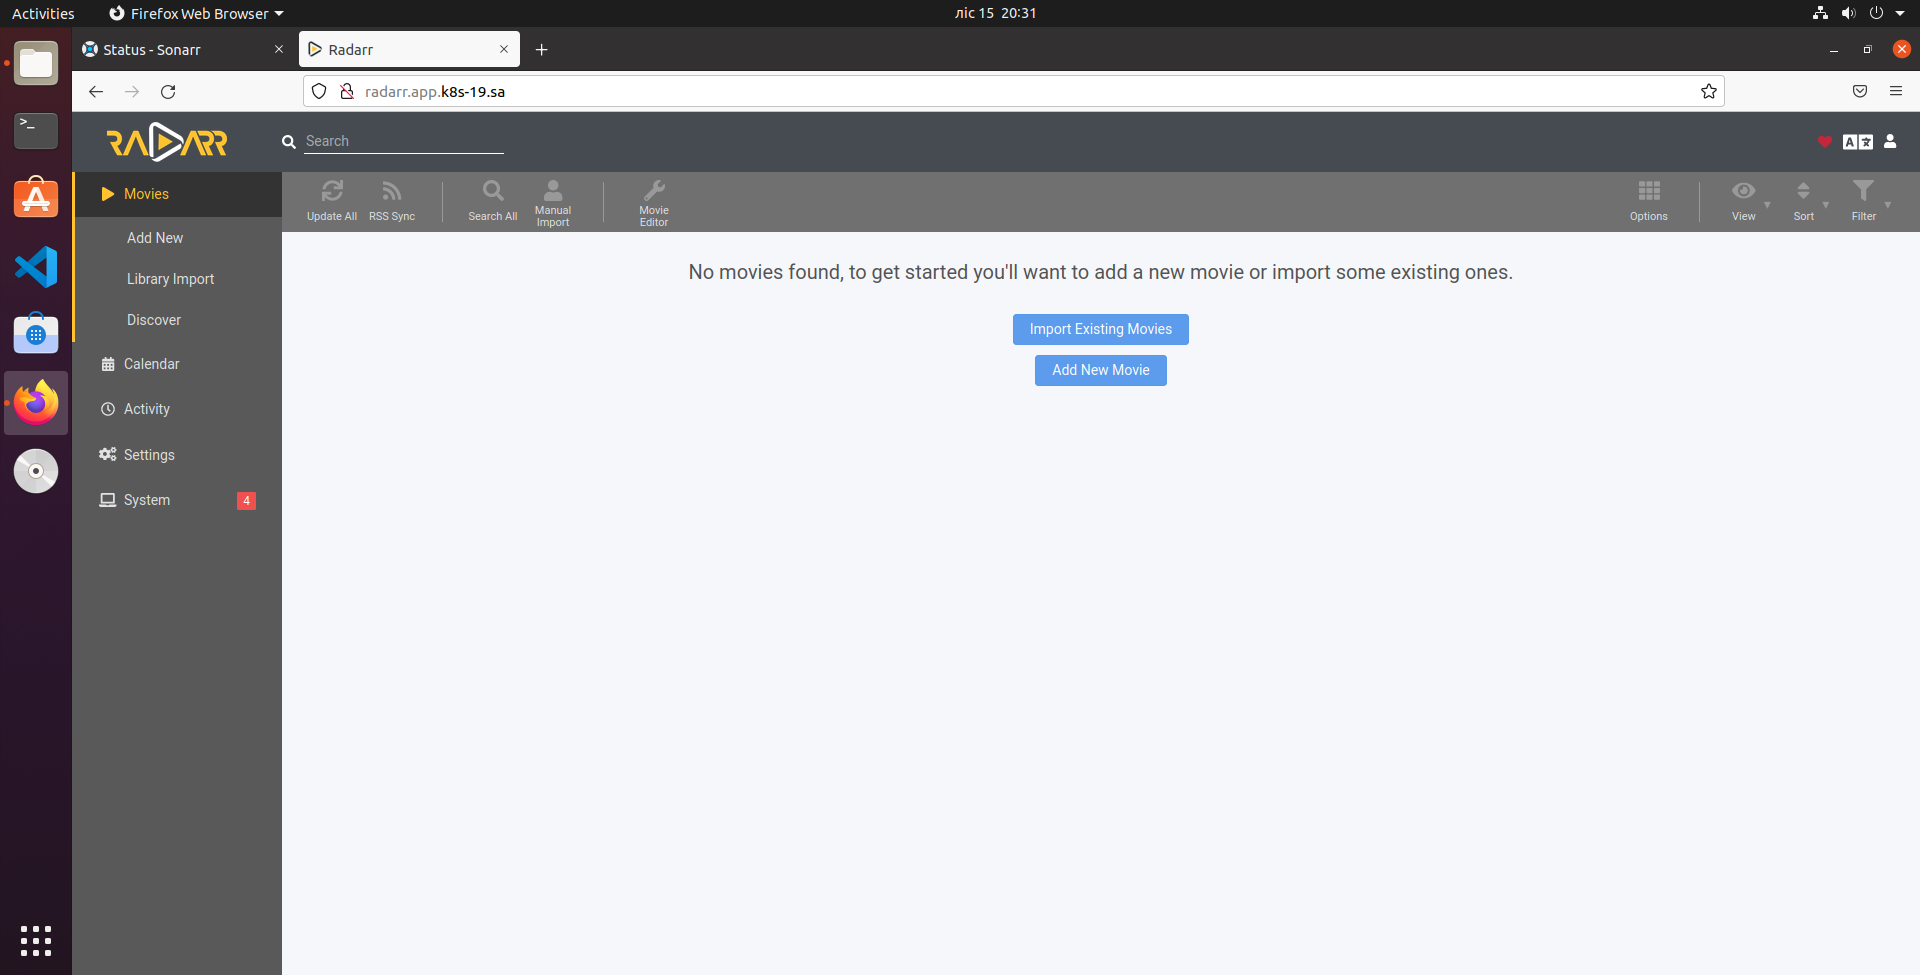 Activities Firefox Web Browser ліс 15 20:31
Status - Sonarr Radarr
radarr.app.k8s-19.sa
RADARR Search
Movies
Add New
Library Import
Discover
Calendar
Activity
Settings
System 4
Update All RSS Sync Search All Manual Import Movie Editor Options View Sort Filter
No movies found, to get started you'll want to add a new movie or import some existing ones.
Import Existing Movies
Add New Movie